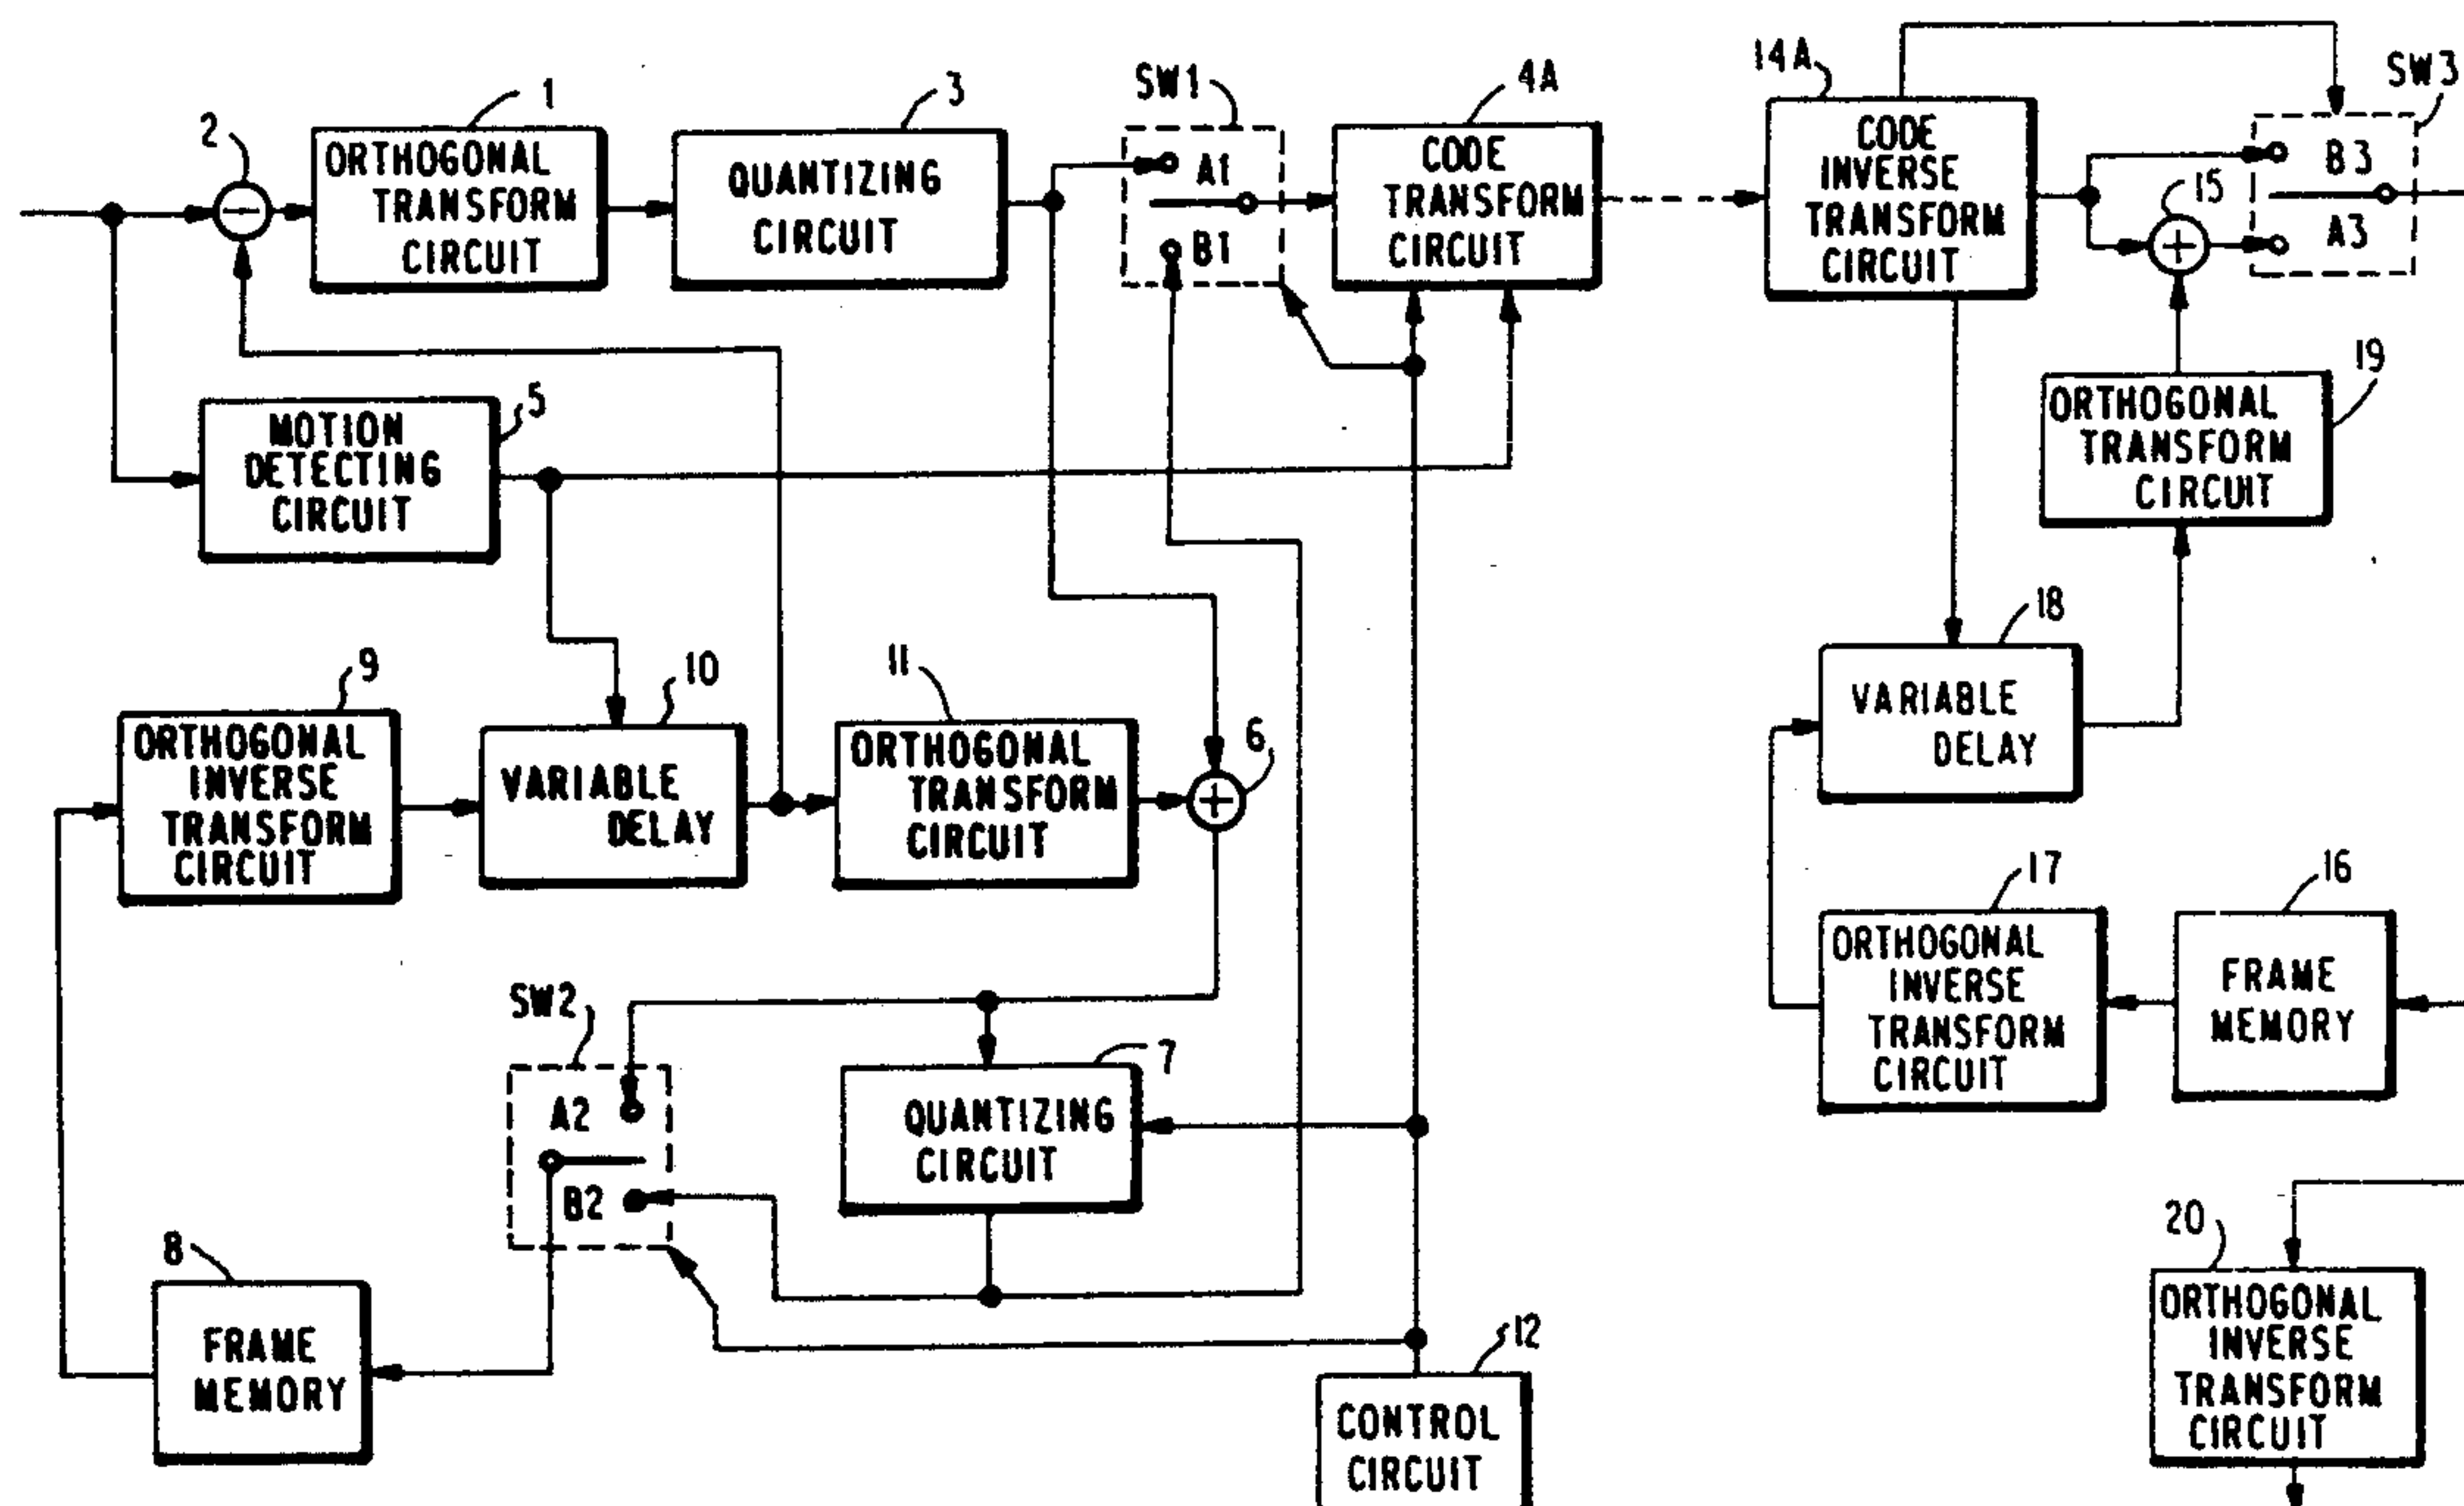 1
ORTHOGONAL
TRANSFORM
CIRCUIT
2
3
QUANTIZING
CIRCUIT
SW1
A1
B1
4A
CODE
TRANSFORM
CIRCUIT
14A
CODE
INVERSE
TRANSFORM
CIRCUIT
SW3
B3
A3
15
5
MOTION
DETECTING
CIRCUIT
19
ORTHOGONAL
TRANSFORM
CIRCUIT
9
ORTHOGONAL
INVERSE
TRANSFORM
CIRCUIT
10
VARIABLE
DELAY
11
ORTHOGONAL
TRANSFORM
CIRCUIT
6
18
VARIABLE
DELAY
17
ORTHOGONAL
INVERSE
TRANSFORM
CIRCUIT
16
FRAME
MEMORY
SW2
A2
B2
7
QUANTIZING
CIRCUIT
8
FRAME
MEMORY
12
CONTROL
CIRCUIT
20
ORTHOGONAL
INVERSE
TRANSFORM
CIRCUIT